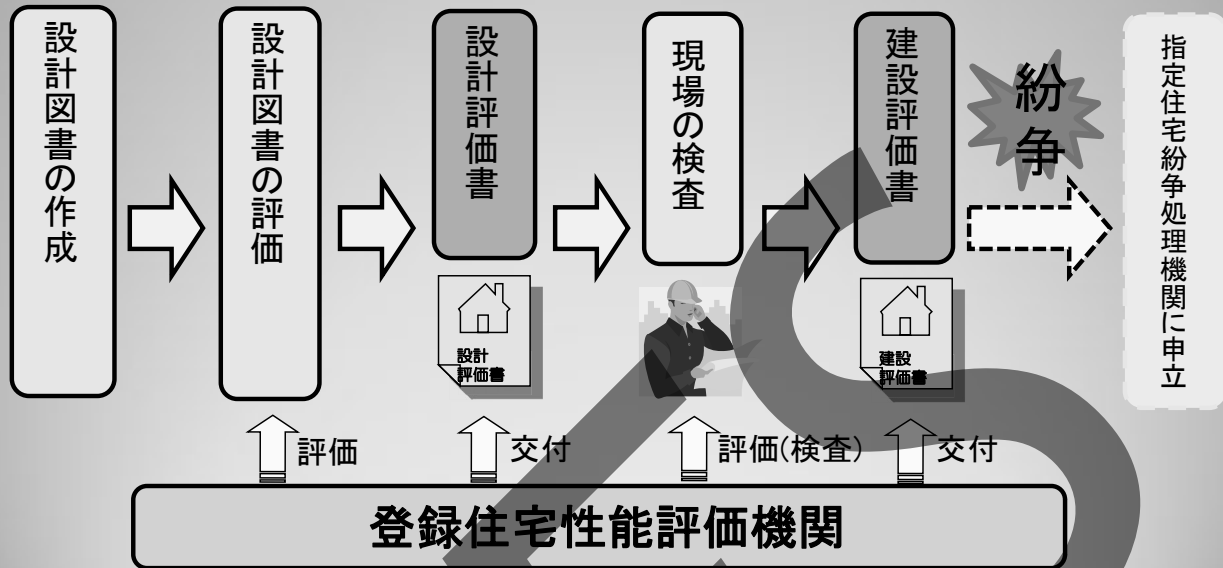 設計図書の作成
設計図書の評価
設計評価書
現場の検査
建設評価書
紛争
指定住宅紛争処理機関に申立
設計
評価書
建設
評価書
評価
交付
評価(検査)
交付
登録住宅性能評価機関